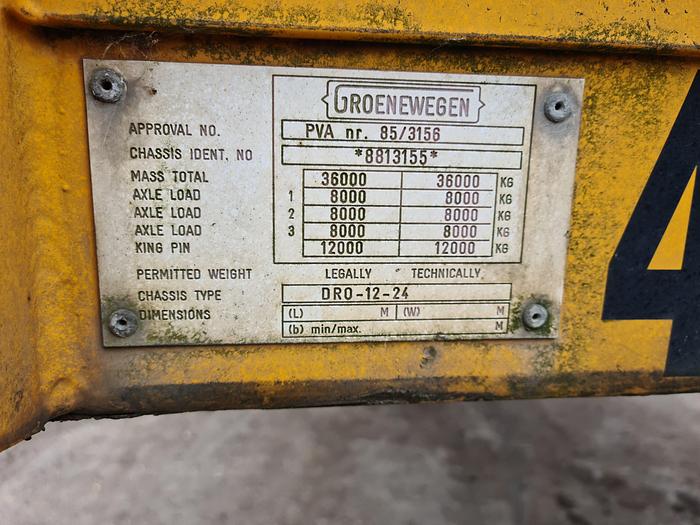 GROENEWEGEN
APPROVAL NO. PVA nr. 85/3156
CHASSIS IDENT. NO *8813155*
MASS TOTAL 36000 36000 KG
AXLE LOAD 1 8000 8000 KG
AXLE LOAD 2 8000 8000 KG
AXLE LOAD 3 8000 8000 KG
KING PIN 12000 12000 KG
PERMITTED WEIGHT LEGALLY TECHNICALLY
CHASSIS TYPE DRO-12-24
DIMENSIONS (L) M (W) M
(b) min/max. M
4